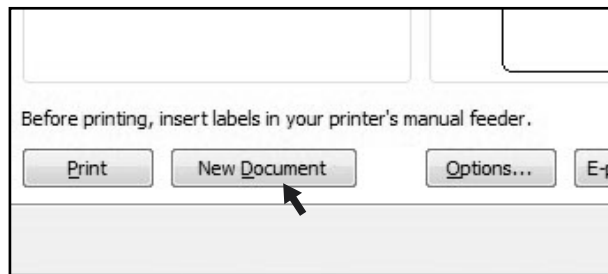 Before printing, insert labels in your printer's manual feeder.
Print New Document Options... E-